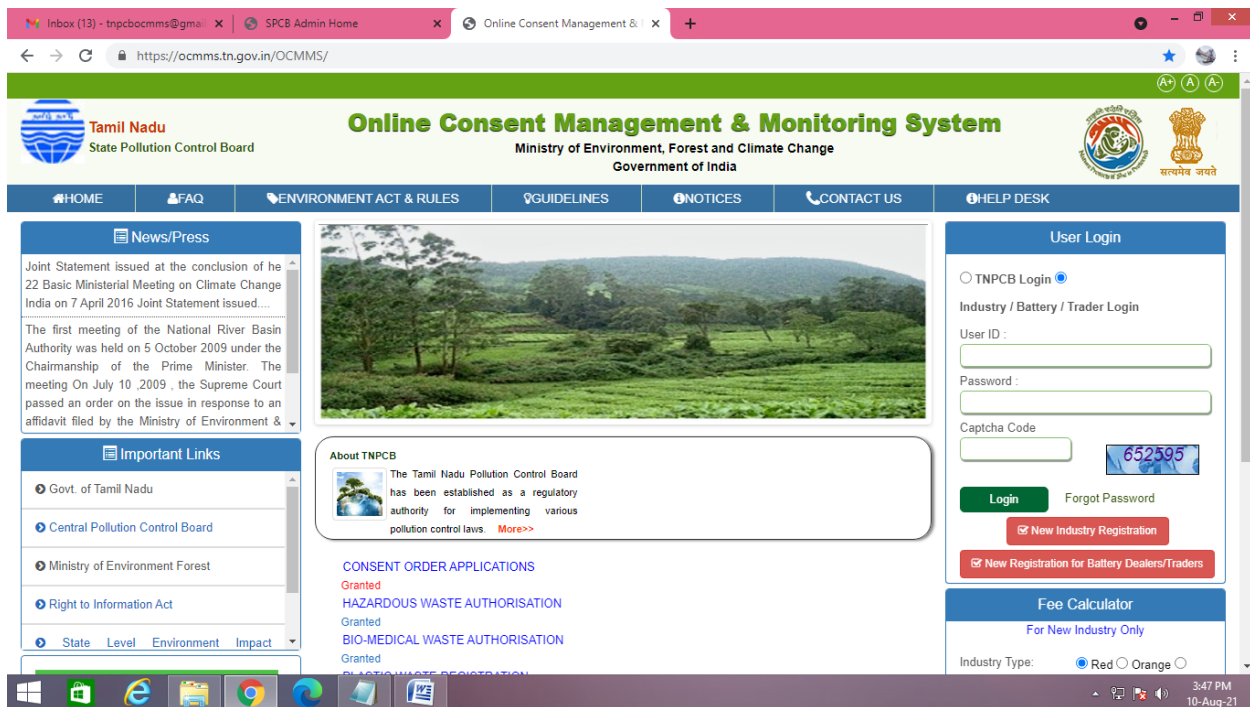 Inbox (13) - tnpcbocmms@gmai
SPCB Admin Home
Online Consent Management &
https://ocmms.tn.gov.in/OCMMS/
A+ A A-
Tamil Nadu
State Pollution Control Board
Online Consent Management & Monitoring System
Ministry of Environment, Forest and Climate Change
Government of India
सत्यमेव जयते
HOME
FAQ
ENVIRONMENT ACT & RULES
GUIDELINES
NOTICES
CONTACT US
HELP DESK
News/Press
Joint Statement issued at the conclusion of he
22 Basic Ministerial Meeting on Climate Change
India on 7 April 2016 Joint Statement issued....
The first meeting of the National River Basin
Authority was held on 5 October 2009 under the
Chairmanship of the Prime Minister. The
meeting On July 10 ,2009 , the Supreme Court
passed an order on the issue in response to an
affidavit filed by the Ministry of Environment &
Important Links
Govt. of Tamil Nadu
Central Pollution Control Board
Ministry of Environment Forest
Right to Information Act
State Level Environment Impact
About TNPCB
The Tamil Nadu Pollution Control Board
has been established as a regulatory
authority for implementing various
pollution control laws. More>>
CONSENT ORDER APPLICATIONS
Granted
HAZARDOUS WASTE AUTHORISATION
Granted
BIO-MEDICAL WASTE AUTHORISATION
Granted
PLASTIC WASTE REGISTRATION
User Login
TNPCB Login
Industry / Battery / Trader Login
User ID :
Password :
Captcha Code
652595
Login
Forgot Password
New Industry Registration
New Registration for Battery Dealers/Traders
Fee Calculator
For New Industry Only
Industry Type:
Red
Orange
3:47 PM
10-Aug-21